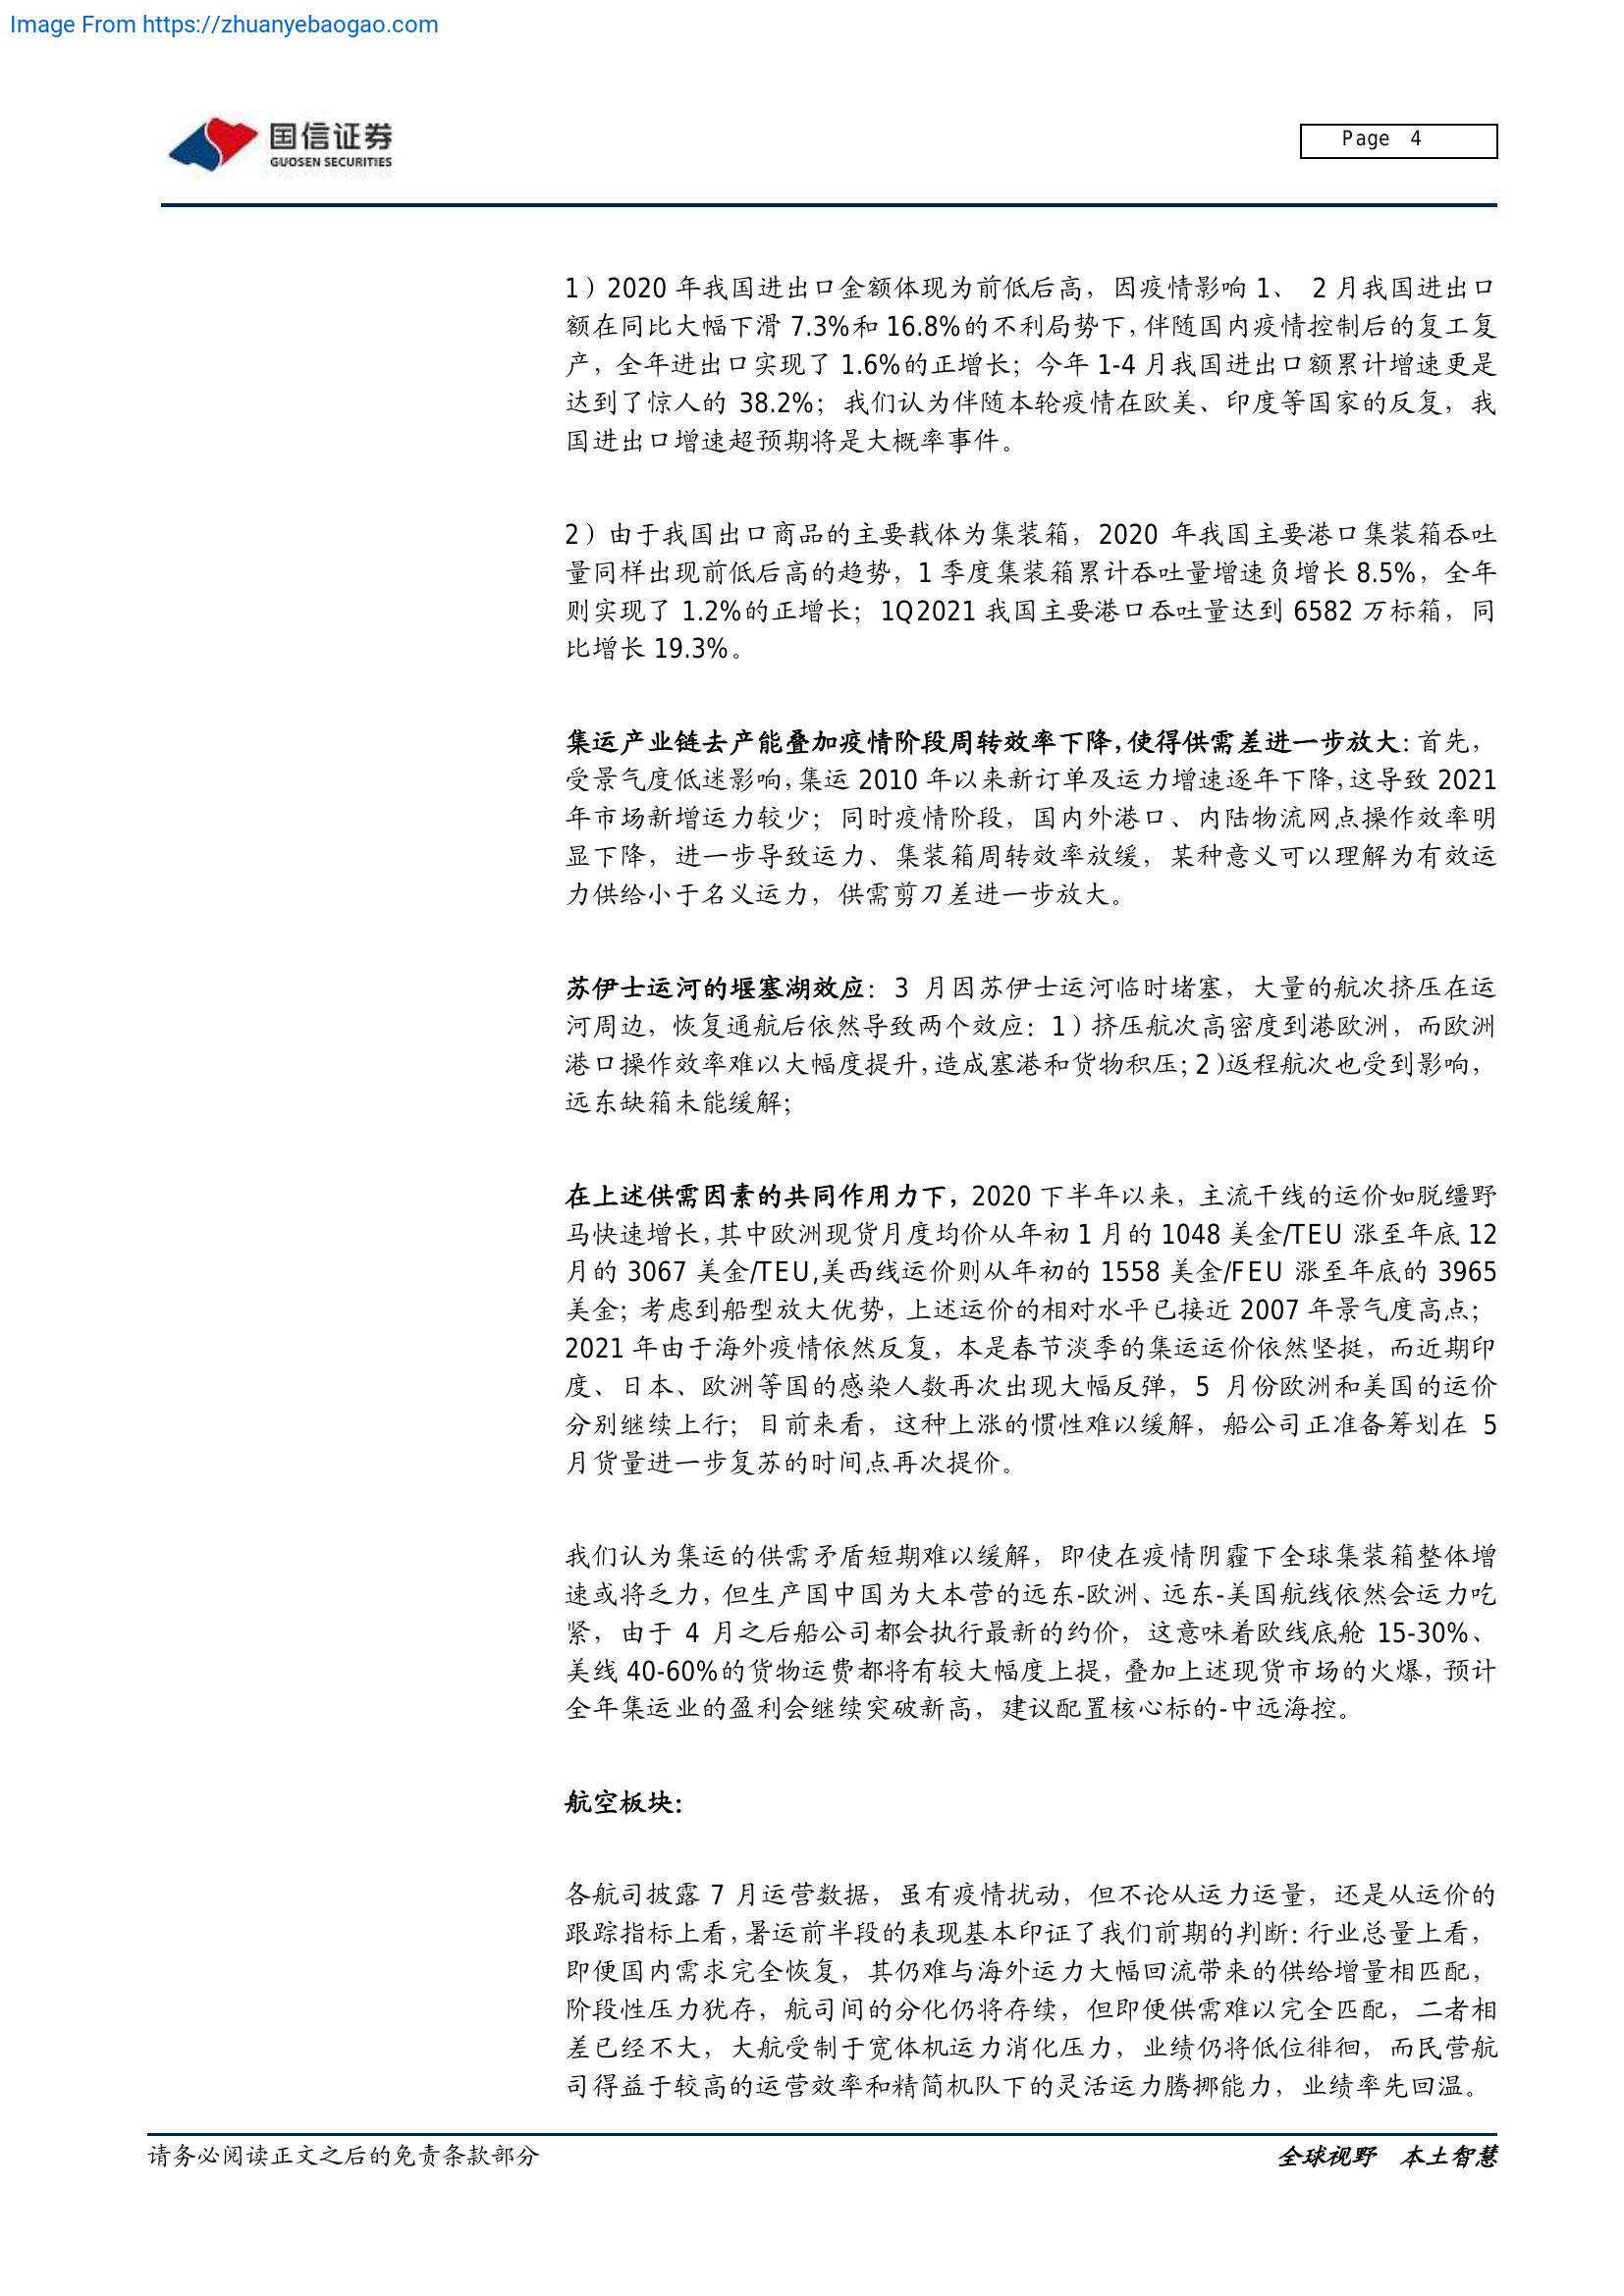 Image From https://zhuanyebaogao.com
国信证券
GUOSEN SECURITIES
Page 4
1）2020 年我国进出口金额体现为前低后高，因疫情影响 1、 2 月我国进出口
额在同比大幅下滑 7.3%和 16.8%的不利局势下，伴随国内疫情控制后的复工复
产，全年进出口实现了 1.6%的正增长；今年 1-4 月我国进出口额累计增速更是
达到了惊人的 38.2%；我们认为伴随本轮疫情在欧美、印度等国家的反复，我
国进出口增速超预期将是大概率事件。
2）由于我国出口商品的主要载体为集装箱，2020 年我国主要港口集装箱吞吐
量同样出现前低后高的趋势，1 季度集装箱累计吞吐量增速负增长 8.5%，全年
则实现了 1.2%的正增长；1Q2021 我国主要港口吞吐量达到 6582 万标箱，同
比增长 19.3%。
集运产业链去产能叠加疫情阶段周转效率下降，使得供需差进一步放大：首先，
受景气度低迷影响，集运 2010 年以来新订单及运力增速逐年下降，这导致 2021
年市场新增运力较少；同时疫情阶段，国内外港口、内陆物流网点操作效率明
显下降，进一步导致运力、集装箱周转效率放缓，某种意义可以理解为有效运
力供给小于名义运力，供需剪刀差进一步放大。
苏伊士运河的堰塞湖效应：3 月因苏伊士运河临时堵塞，大量的航次挤压在运
河周边，恢复通航后依然导致两个效应：1）挤压航次高密度到港欧洲，而欧洲
港口操作效率难以大幅度提升，造成塞港和货物积压；2）返程航次也受到影响，
远东缺箱未能缓解；
在上述供需因素的共同作用力下，2020 下半年以来，主流干线的运价如脱缰野
马快速增长，其中欧洲现货月度均价从年初 1 月的 1048 美金/TEU 涨至年底 12
月的 3067 美金/TEU,美西线运价则从年初的 1558 美金/FEU 涨至年底的 3965
美金；考虑到船型放大优势，上述运价的相对水平已接近 2007 年景气度高点；
2021 年由于海外疫情依然反复，本是春节淡季的集运运价依然坚挺，而近期印
度、日本、欧洲等国的感染人数再次出现大幅反弹，5 月份欧洲和美国的运价
分别继续上行；目前来看，这种上涨的惯性难以缓解，船公司正准备筹划在 5
月货量进一步复苏的时间点再次提价。
我们认为集运的供需矛盾短期难以缓解，即使在疫情阴霾下全球集装箱整体增
速或将乏力，但生产国中国为大本营的远东-欧洲、远东-美国航线依然会运力吃
紧，由于 4 月之后船公司都会执行最新的约价，这意味着欧线底舱 15-30%、
美线 40-60%的货物运费都将有较大幅度上提，叠加上述现货市场的火爆，预计
全年集运业的盈利会继续突破新高，建议配置核心标的-中远海控。
航空板块：
各航司披露 7 月运营数据，虽有疫情扰动，但不论从运力运量，还是从运价的
跟踪指标上看，暑运前半段的表现基本印证了我们前期的判断：行业总量上看，
即便国内需求完全恢复，其仍难与海外运力大幅回流带来的供给增量相匹配，
阶段性压力犹存，航司间的分化仍将存续，但即便供需难以完全匹配，二者相
差已经不大，大航受制于宽体机运力消化压力，业绩仍将低位徘徊，而民营航
司得益于较高的运营效率和精简机队下的灵活运力腾挪能力，业绩率先回温。
请务必阅读正文之后的免责条款部分
全球视野 本土智慧